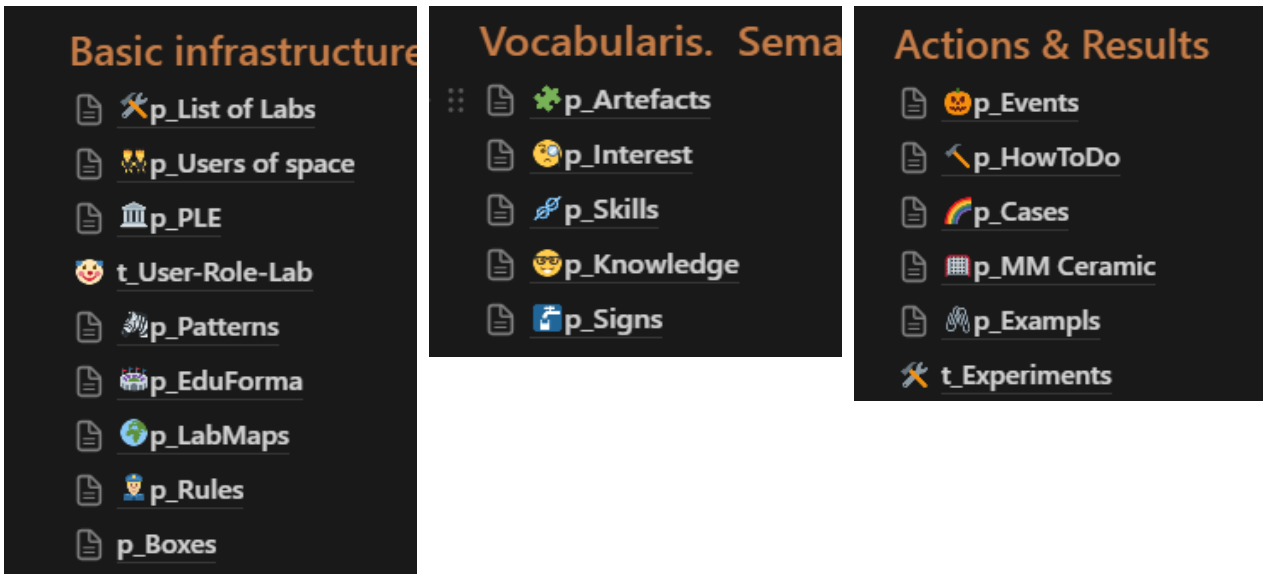 Basic infrastructure
p_List of Labs
p_Users of space
p_PLE
t_User-Role-Lab
p_Patterns
p_EduForma
p_LabMaps
p_Rules
p_Boxes
Vocabularis. Sema
p_Artefacts
p_Interest
p_Skills
p_Knowledge
p_Signs
Actions & Results
p_Events
p_HowToDo
p_Cases
p_MM Ceramic
p_Exampls
t_Experiments